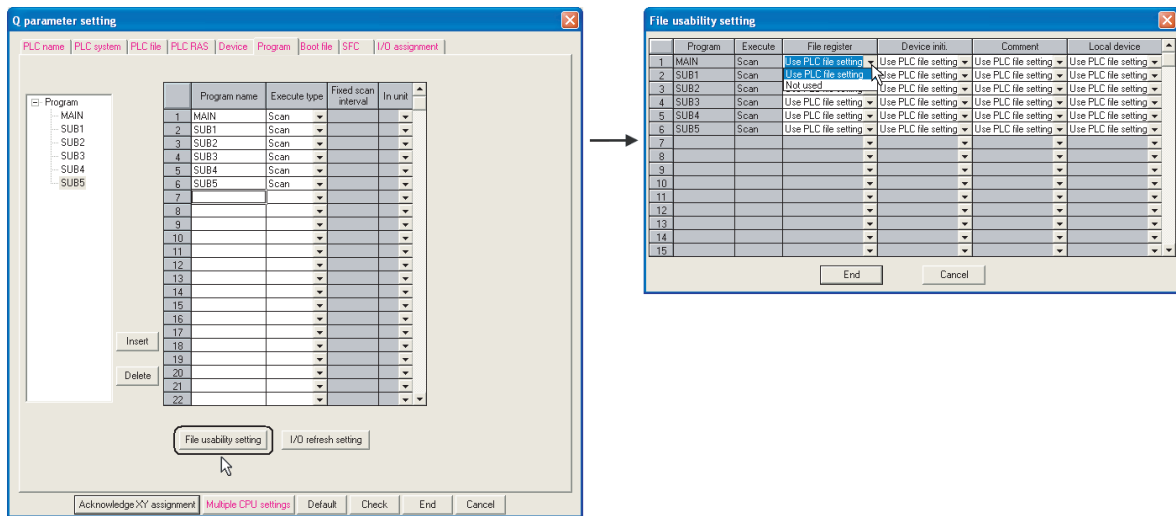 Q parameter setting
PLC name PLC system PLC file PLC RAS Device Program Boot file SFC I/O assignment
Program
MAIN
SUB1
SUB2
SUB3
SUB4
SUB5
Program name Execute type Fixed scan interval In unit
1 MAIN Scan
2 SUB1 Scan
3 SUB2 Scan
4 SUB3 Scan
5 SUB4 Scan
6 SUB5 Scan
7
8
9
10
11
12
13
14
15
16
17
18
19
20
21
22
Insert
Delete
File usability setting I/O refresh setting
Acknowledge XY assignment Multiple CPU settings Default Check End Cancel
File usability setting
Program Execute File register Device initi. Comment Local device
1 MAIN Scan Use PLC file setting Use PLC file setting Use PLC file setting Use PLC file setting
2 SUB1 Scan Use PLC file setting Use PLC file setting Use PLC file setting Use PLC file setting
3 SUB2 Scan Not used Use PLC file setting Use PLC file setting Use PLC file setting
4 SUB3 Scan Use PLC file setting Use PLC file setting Use PLC file setting Use PLC file setting
5 SUB4 Scan Use PLC file setting Use PLC file setting Use PLC file setting Use PLC file setting
6 SUB5 Scan Use PLC file setting Use PLC file setting Use PLC file setting Use PLC file setting
7
8
9
10
11
12
13
14
15
End Cancel